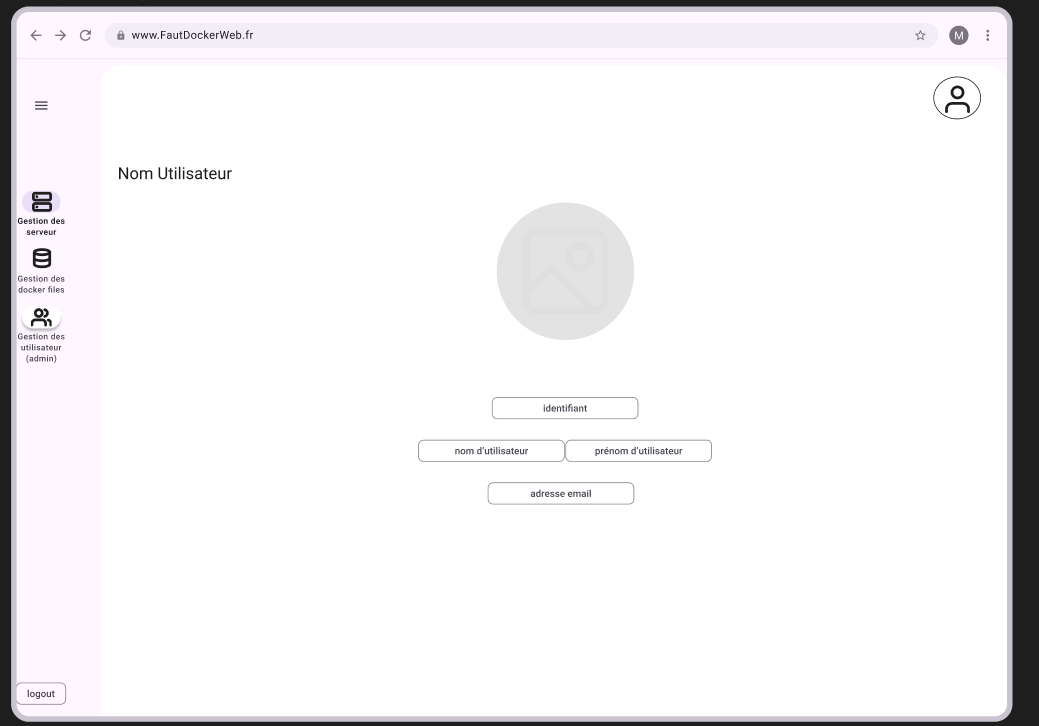 www.FautDockerWeb.fr
M
Nom Utilisateur
Gestion des
serveur
Gestion des
docker files
Gestion des
utilisateur
(admin)
identifiant
nom d'utilisateur
prénom d'utilisateur
adresse email
logout